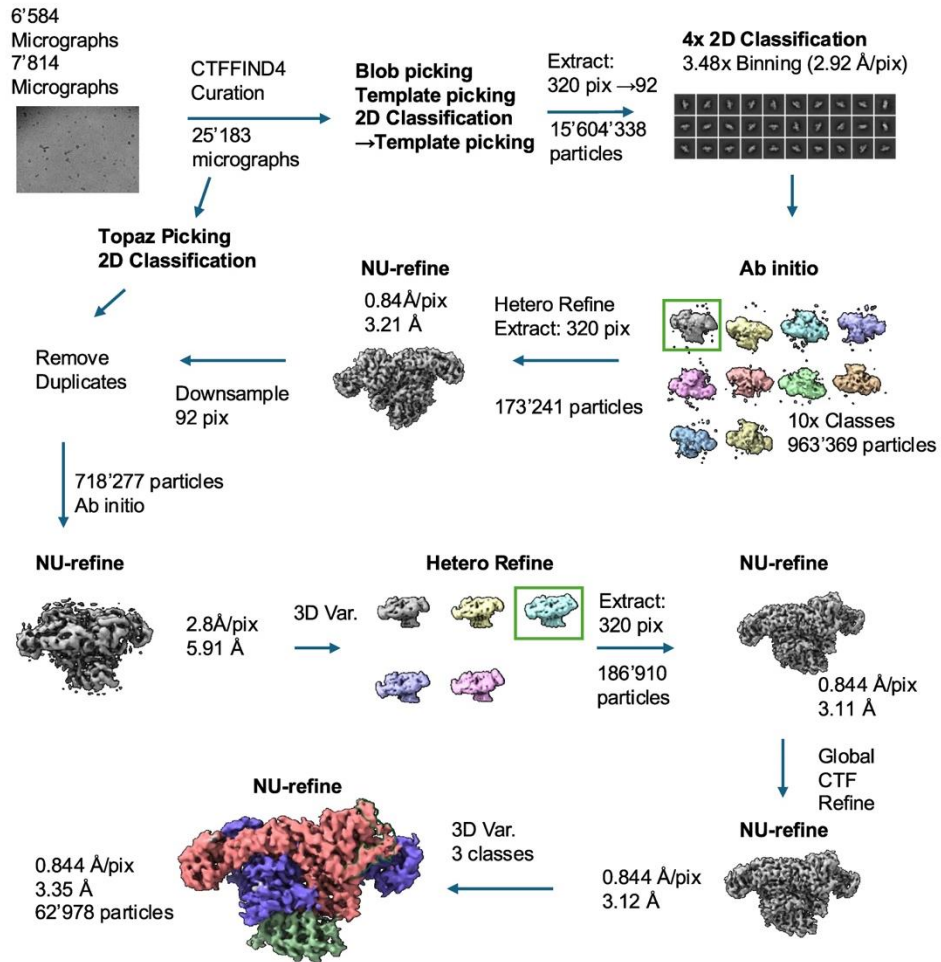 6’584
Micrographs
7’814
Micrographs
CTFFIND4
Curation
25’183
micrographs
Blob picking
Template picking
2D Classification
→Template picking
Extract:
320 pix →92
15’604’338
particles
4x 2D Classification
3.48x Binning (2.92 Å/pix)
Topaz Picking
2D Classification
NU-refine
0.84Å/pix
3.21 Å
Hetero Refine
Extract: 320 pix
173’241 particles
Ab initio
10x Classes
963’369 particles
Remove
Duplicates
Downsample
92 pix
718’277 particles
Ab initio
NU-refine
2.8Å/pix
5.91 Å
3D Var.
Hetero Refine
Extract:
320 pix
186’910
particles
NU-refine
0.844 Å/pix
3.11 Å
Global
CTF
Refine
NU-refine
0.844 Å/pix
3.12 Å
3D Var.
3 classes
NU-refine
0.844 Å/pix
3.35 Å
62’978 particles